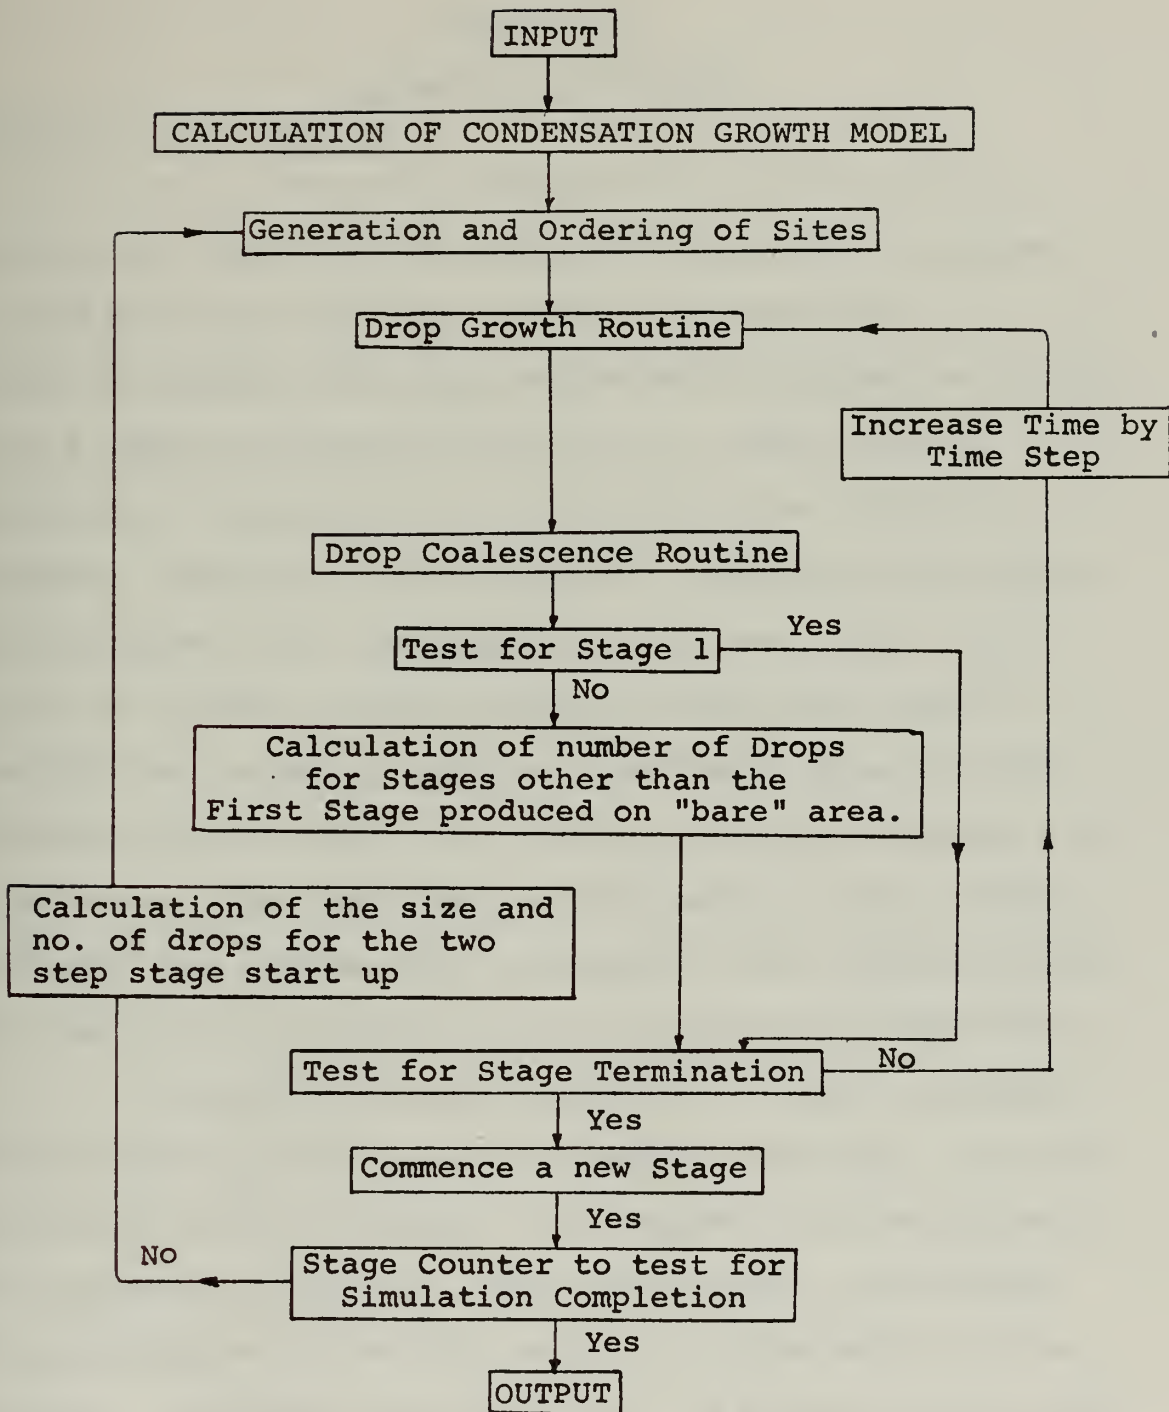 INPUT
CALCULATION OF CONDENSATION GROWTH MODEL
Generation and Ordering of Sites
Drop Growth Routine
Increase Time by
Time Step
Drop Coalescence Routine
Test for Stage 1
Yes
No
Calculation of number of Drops
for Stages other than the
First Stage produced on "bare" area.
Calculation of the size and
no. of drops for the two
step stage start up
Test for Stage Termination
No
Yes
Commence a new Stage
Yes
No
Stage Counter to test for
Simulation Completion
Yes
OUTPUT